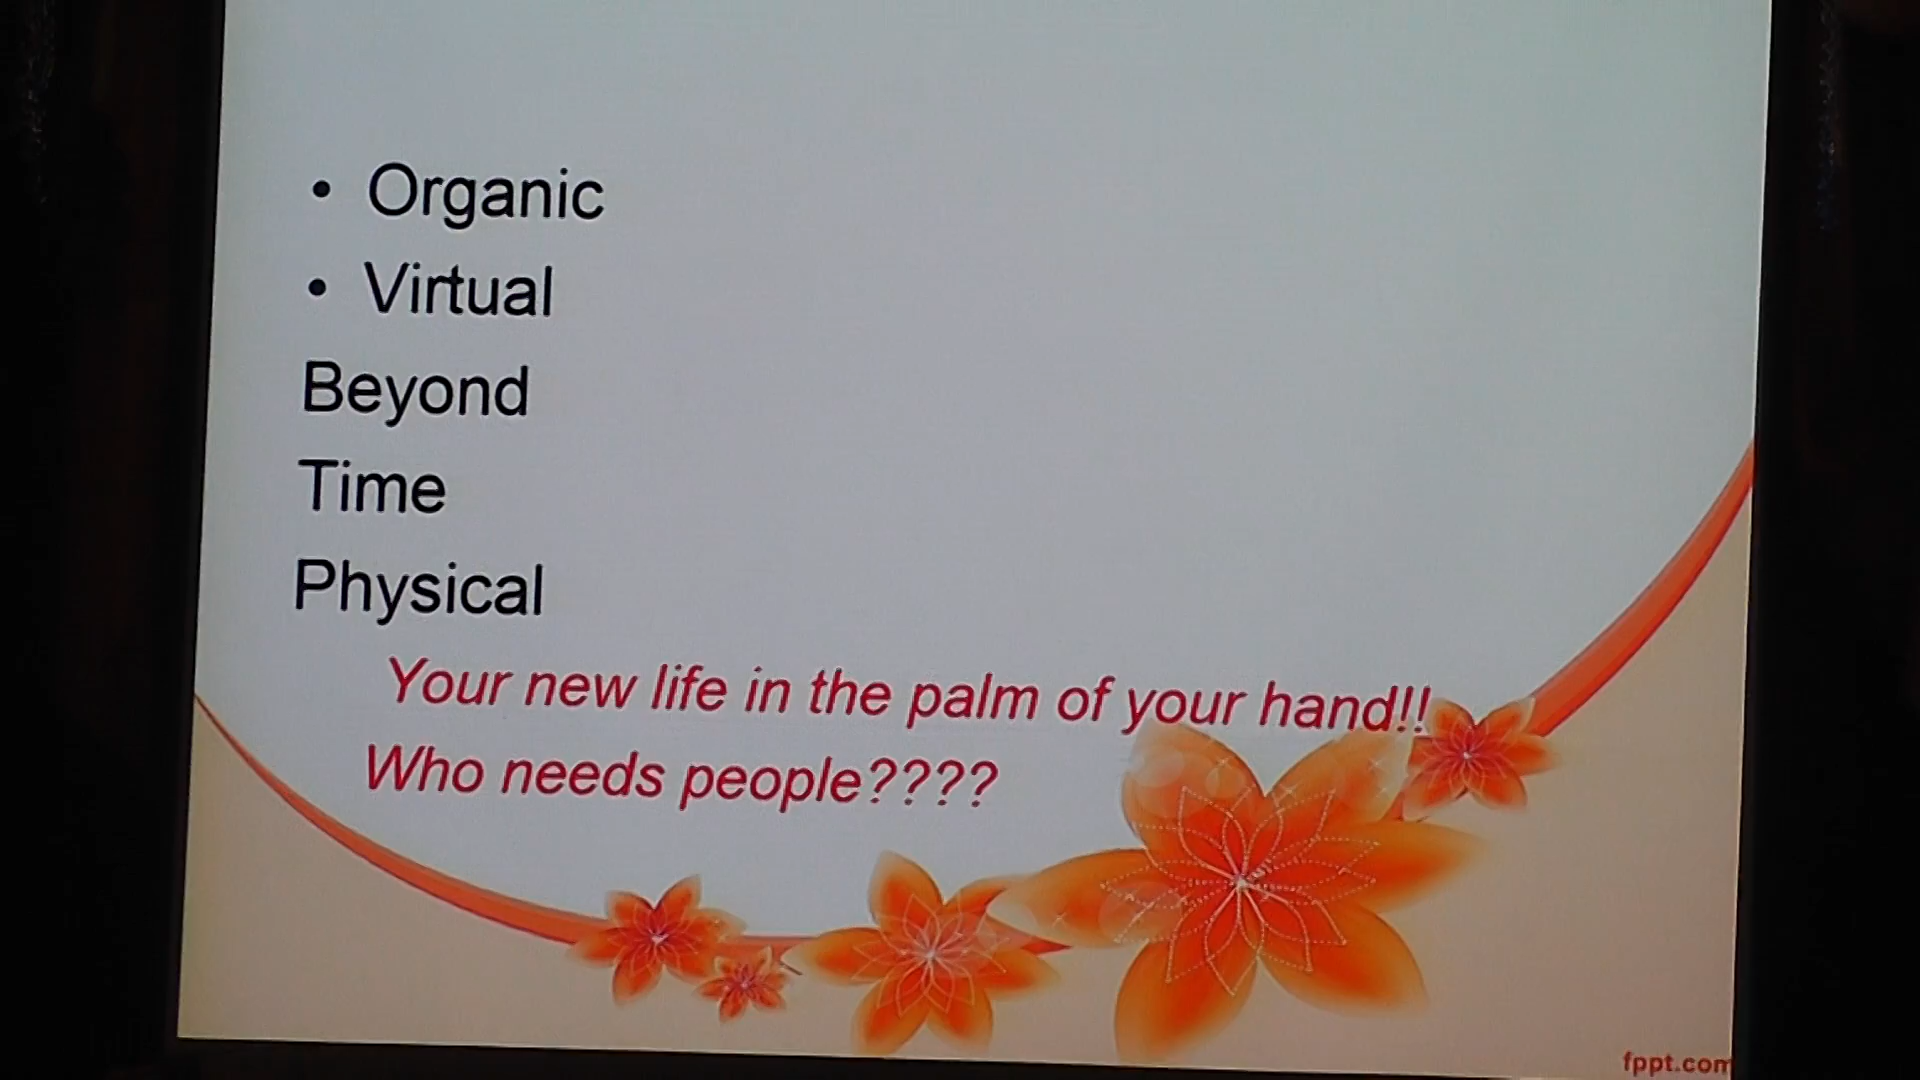 • Organic
• Virtual
Beyond
Time
Physical
Your new life in the palm of your hand!!
Who needs people????
fppt.com